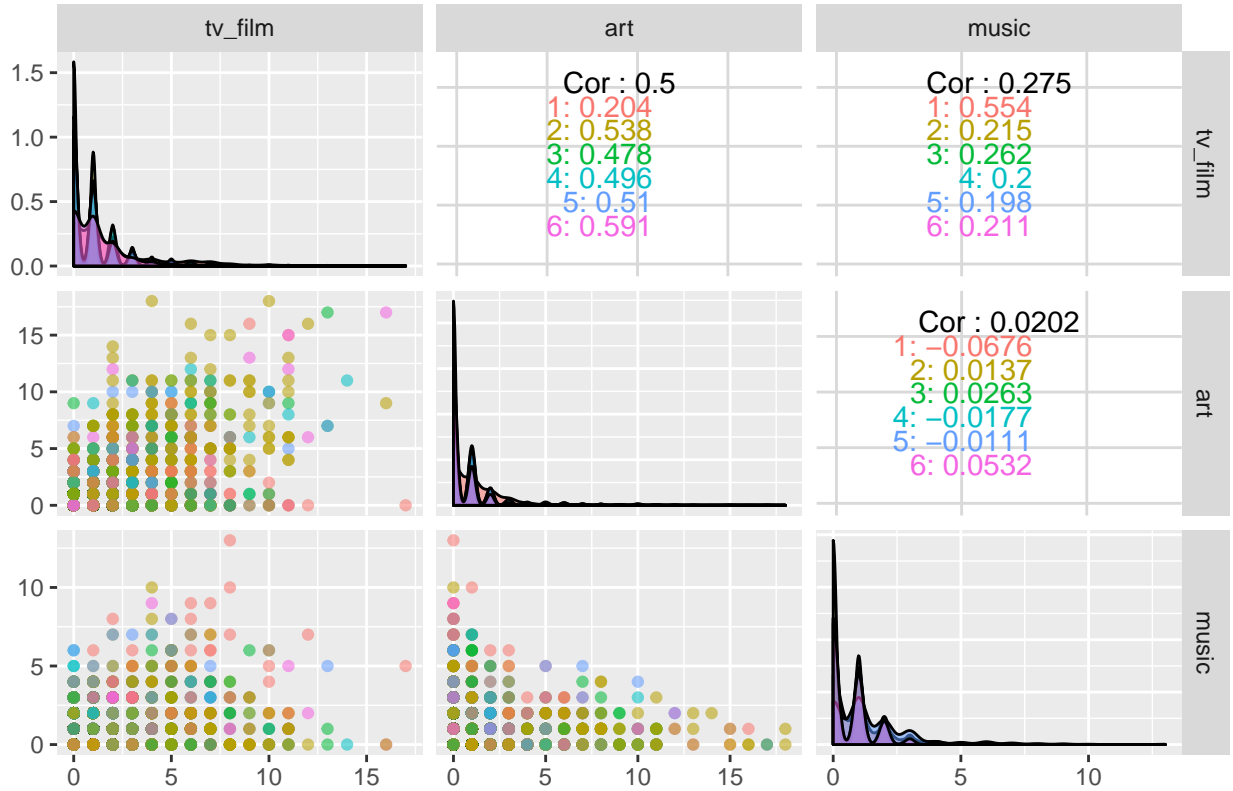 tv_film
art
music
1.5
1.0
0.5
0.0
Cor : 0.5
1: 0.204
2: 0.538
3: 0.478
4: 0.496
5: 0.51
6: 0.591
Cor : 0.275
1: 0.554
2: 0.215
3: 0.262
4: 0.2
5: 0.198
6: 0.211
tv_film
15
10
5
0
Cor : 0.0202
1: −0.0676
2: 0.0137
3: 0.0263
4: −0.0177
5: −0.0111
6: 0.0532
art
10
5
0
music
0 5 10 15
0 5 10 15
0 5 10